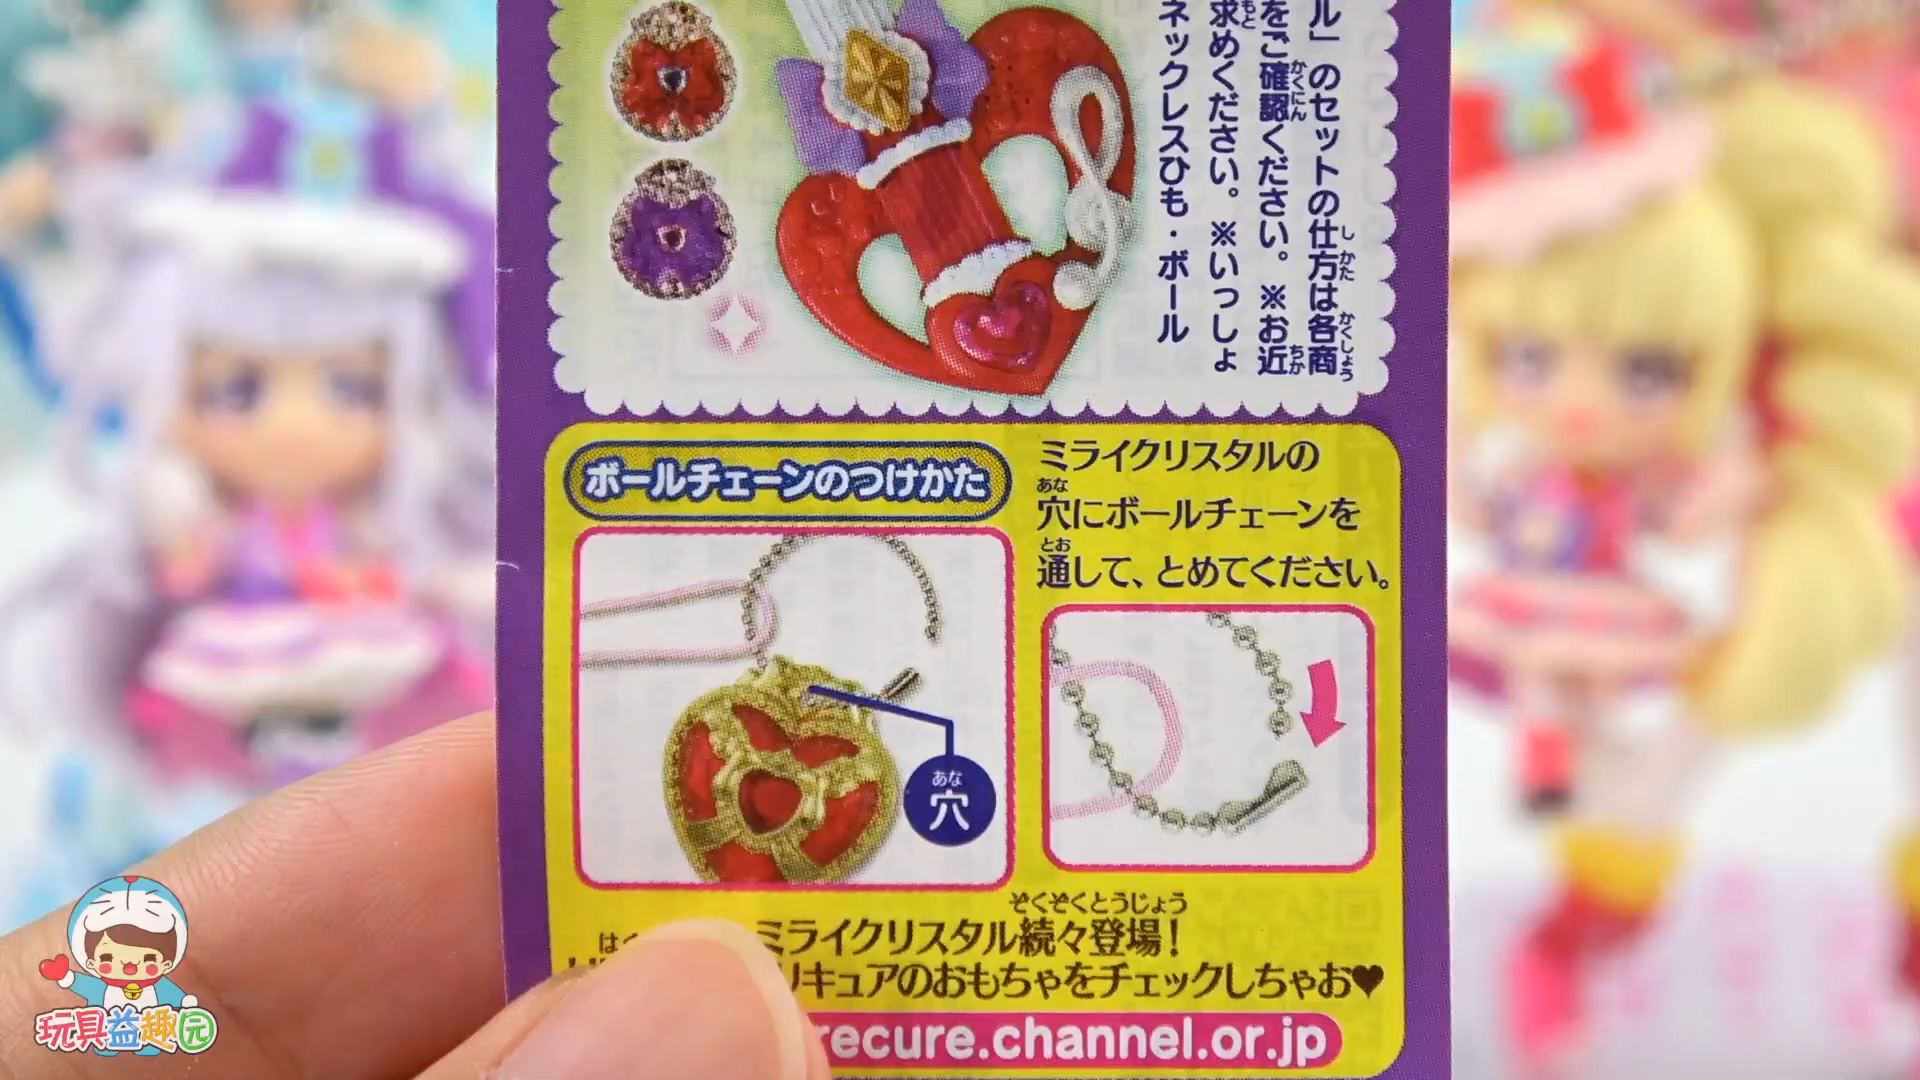 ル」のセットの仕方は各商
をご確認ください。※お近
求めください。※いっしょ
ネックレスひも・ボール
ボールチェーンのつけかた
ミライクリスタルの
穴にボールチェーンを
通して、とめてください。
穴
ミライクリスタル続々登場!
リキュアのおもちゃをチェックしちゃお♥
recure.channel.or.jp
玩具益趣园